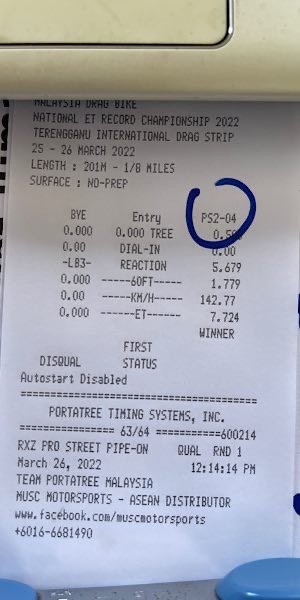 MALAYSIA DRAG BIKE
NATIONAL ET RECORD CHAMPIONSHIP 2022
TERENGGANU INTERNATIONAL DRAG STRIP
25 - 26 MARCH 2022
LENGTH : 201M - 1/8 MILES
SURFACE : NO-PREP
BYE Entry PS2-04
0.000 0.000 TREE 0.500
0.00 DIAL-IN 0.00
-LB3- REACTION 5.679
0.000 ------60FT----- 1.779
0.00 -----KM/H----- 142.77
0.000 ------ET------ 7.724
WINNER
FIRST
DISQUAL STATUS
Autostart Disabled
========================================
PORTATREE TIMING SYSTEMS, INC.
================ 63/64 ===========600214
RXZ PRO STREET PIPE-ON QUAL RND 1
March 26, 2022 12:14:14 PM
TEAM PORTATREE MALAYSIA
MUSC MOTORSPORTS - ASEAN DISTRIBUTOR
www.facebook.com/muscmotorsports
+6016-6681490